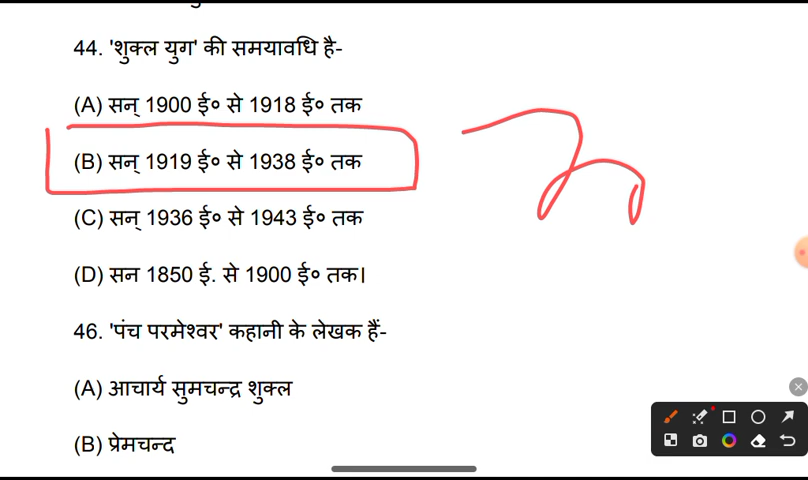 44. 'शुक्ल युग' की समयावधि है-
(A) सन् 1900 ई० से 1918 ई० तक
(B) सन् 1919 ई० से 1938 ई० तक
(C) सन् 1936 ई० से 1943 ई० तक
(D) सन 1850 ई. से 1900 ई० तक।
46. 'पंच परमेश्वर' कहानी के लेखक हैं-
(A) आचार्य सुमचन्द्र शुक्ल
(B) प्रेमचन्द